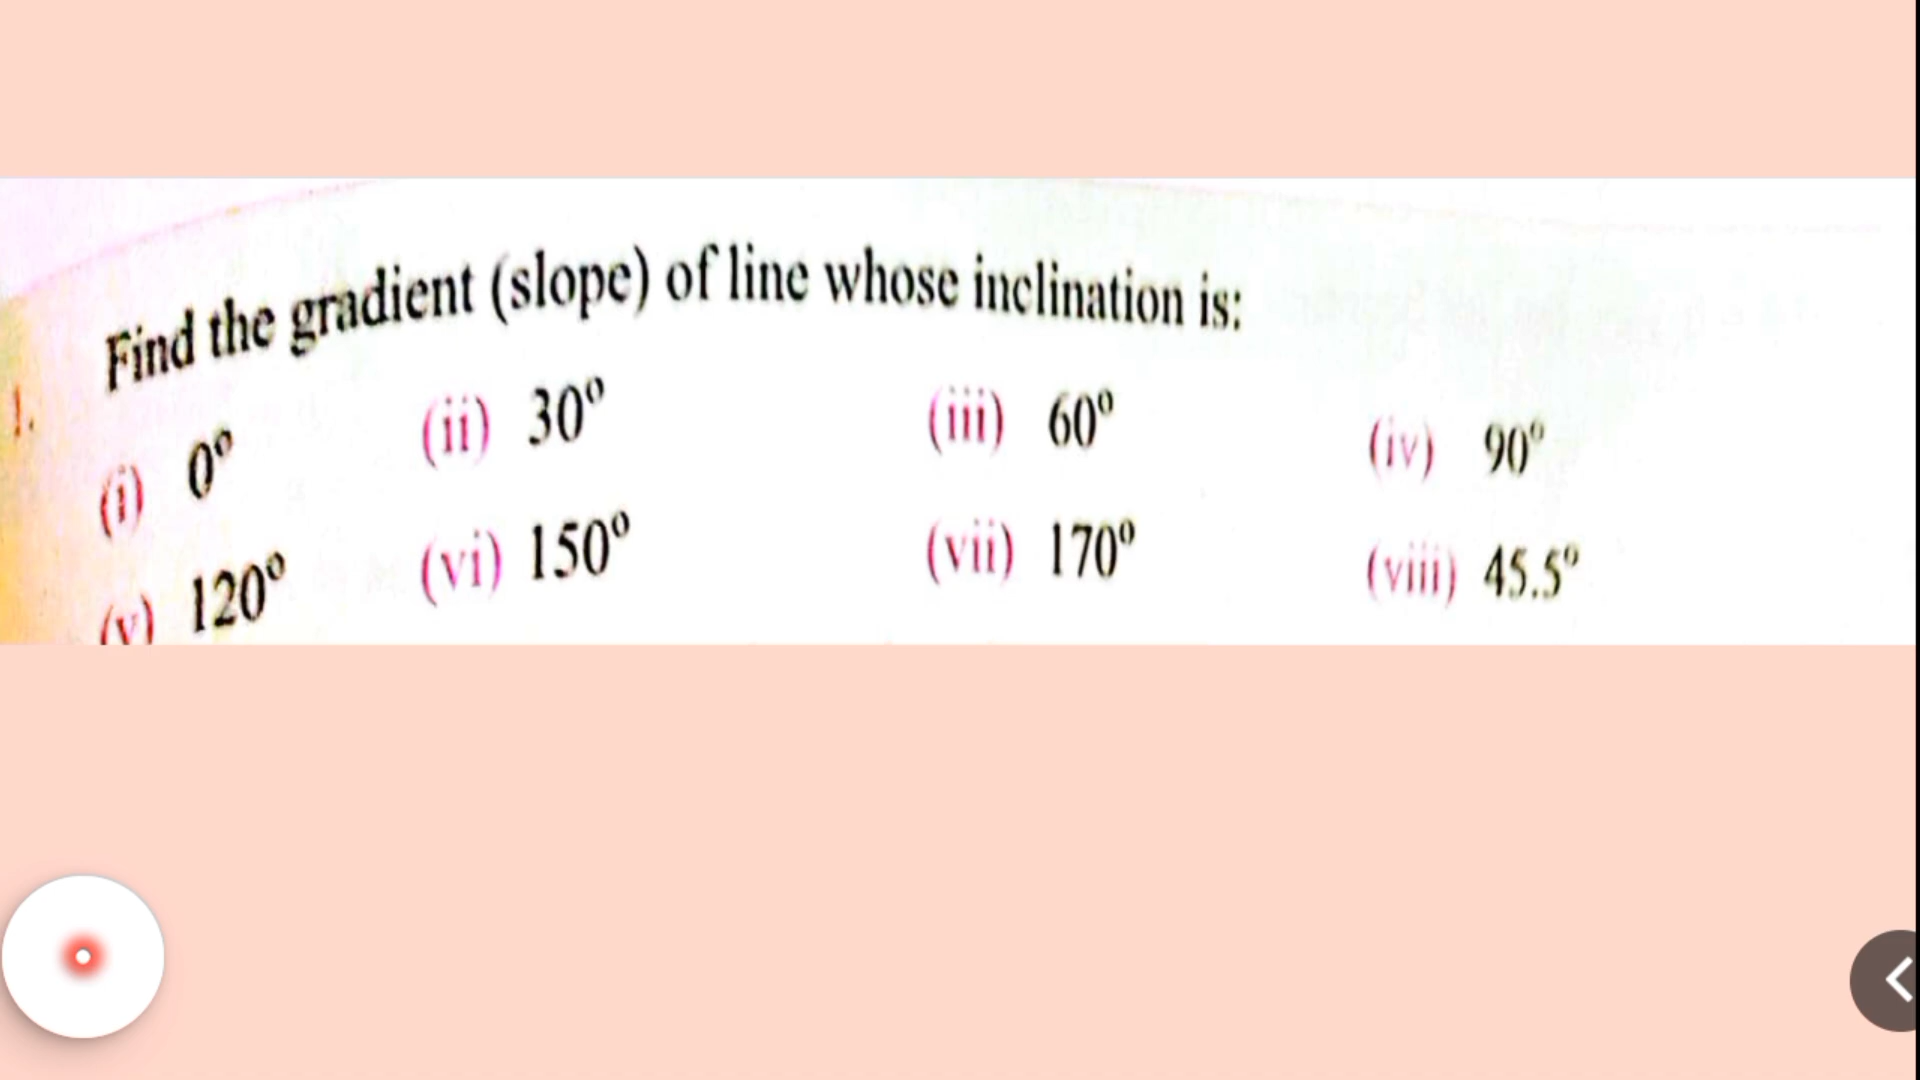 1. Find the gradient (slope) of line whose inclination is:
(i) 0° (ii) 30° (iii) 60° (iv) 90°
(v) 120° (vi) 150° (vii) 170° (viii) 45.5°